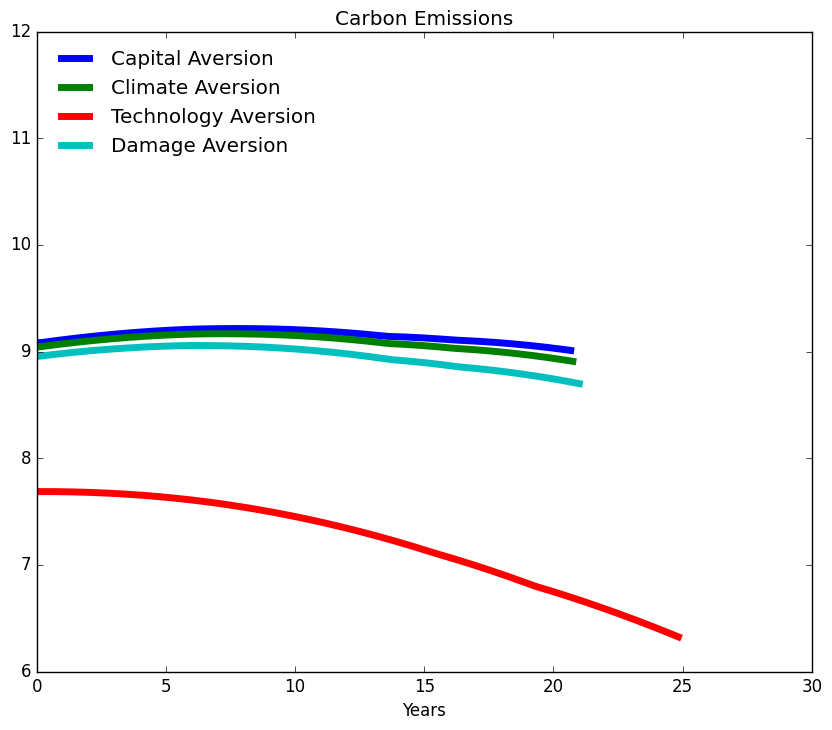 Carbon Emissions
12
11
10
9
8
7
6
Capital Aversion
Climate Aversion
Technology Aversion
Damage Aversion
0 5 10 15 20 25 30
Years